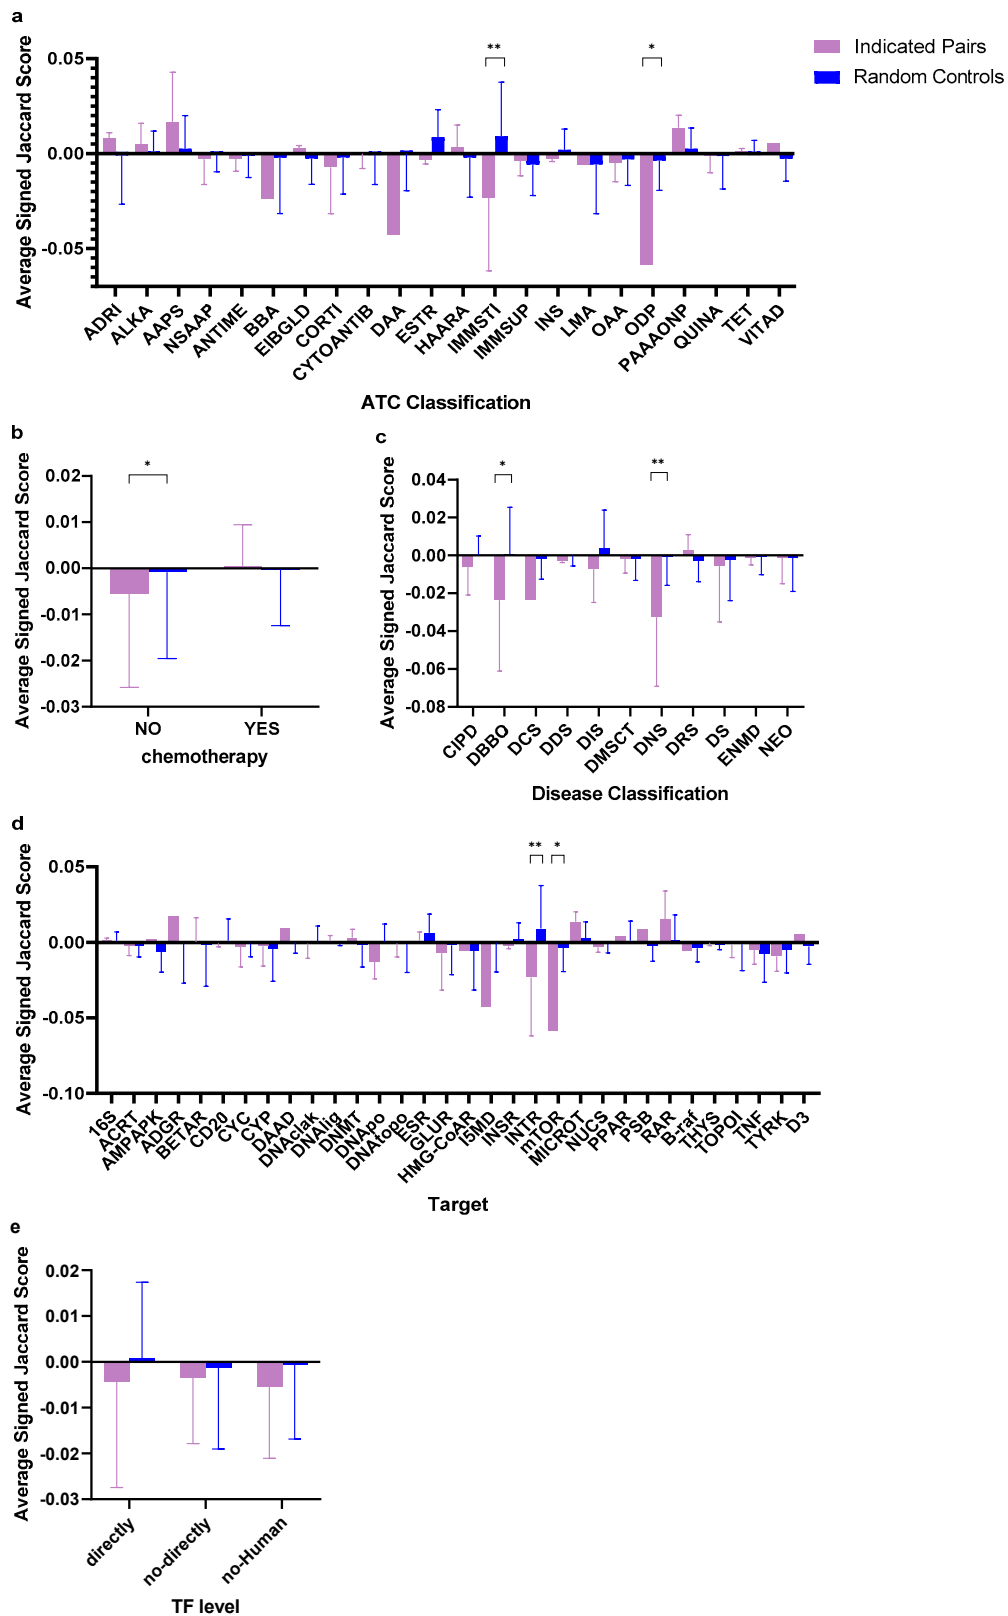 a
Average Signed Jaccard Score
0.05
0.00
-0.05
**
*
Indicated Pairs
Random Controls
ADRI
ALKA
AAPS
NSAAP
ANTIME
BBA
EIBGLD
CORTI
CYTOANTIB
DAA
ESTR
HAARA
IMMSTI
IMMSUP
INS
LMA
OAA
ODP
PAAAONP
QUINA
TET
VITAD
ATC Classification
b
Average Signed Jaccard Score
0.02
0.01
0.00
-0.01
-0.02
-0.03
*
NO
YES
chemotherapy
c
Average Signed Jaccard Score
0.04
0.02
0.00
-0.02
-0.04
-0.06
-0.08
*
**
CIPD
DBBO
DCS
DDS
DIS
DMSCT
DNS
DRS
DS
ENMD
NEO
Disease Classification
d
Average Signed Jaccard Score
0.05
0.00
-0.05
-0.10
**
*
16S
ACRT
AMPAPK
ADGR
BETAR
CD20
CYC
CYP
DAAD
DNAclak
DNAlig
DNMT
DNApo
DNAtopo
ESR
GLUR
HMG-CoAR
I5MD
INSR
INTR
mTOR
MICROT
NUCS
PPAR
PSB
RAR
B-raf
THYS
TOPOI
TNF
TYRK
D3
Target
e
Average Signed Jaccard Score
0.02
0.01
0.00
-0.01
-0.02
-0.03
directly
no-directly
no-Human
TF level